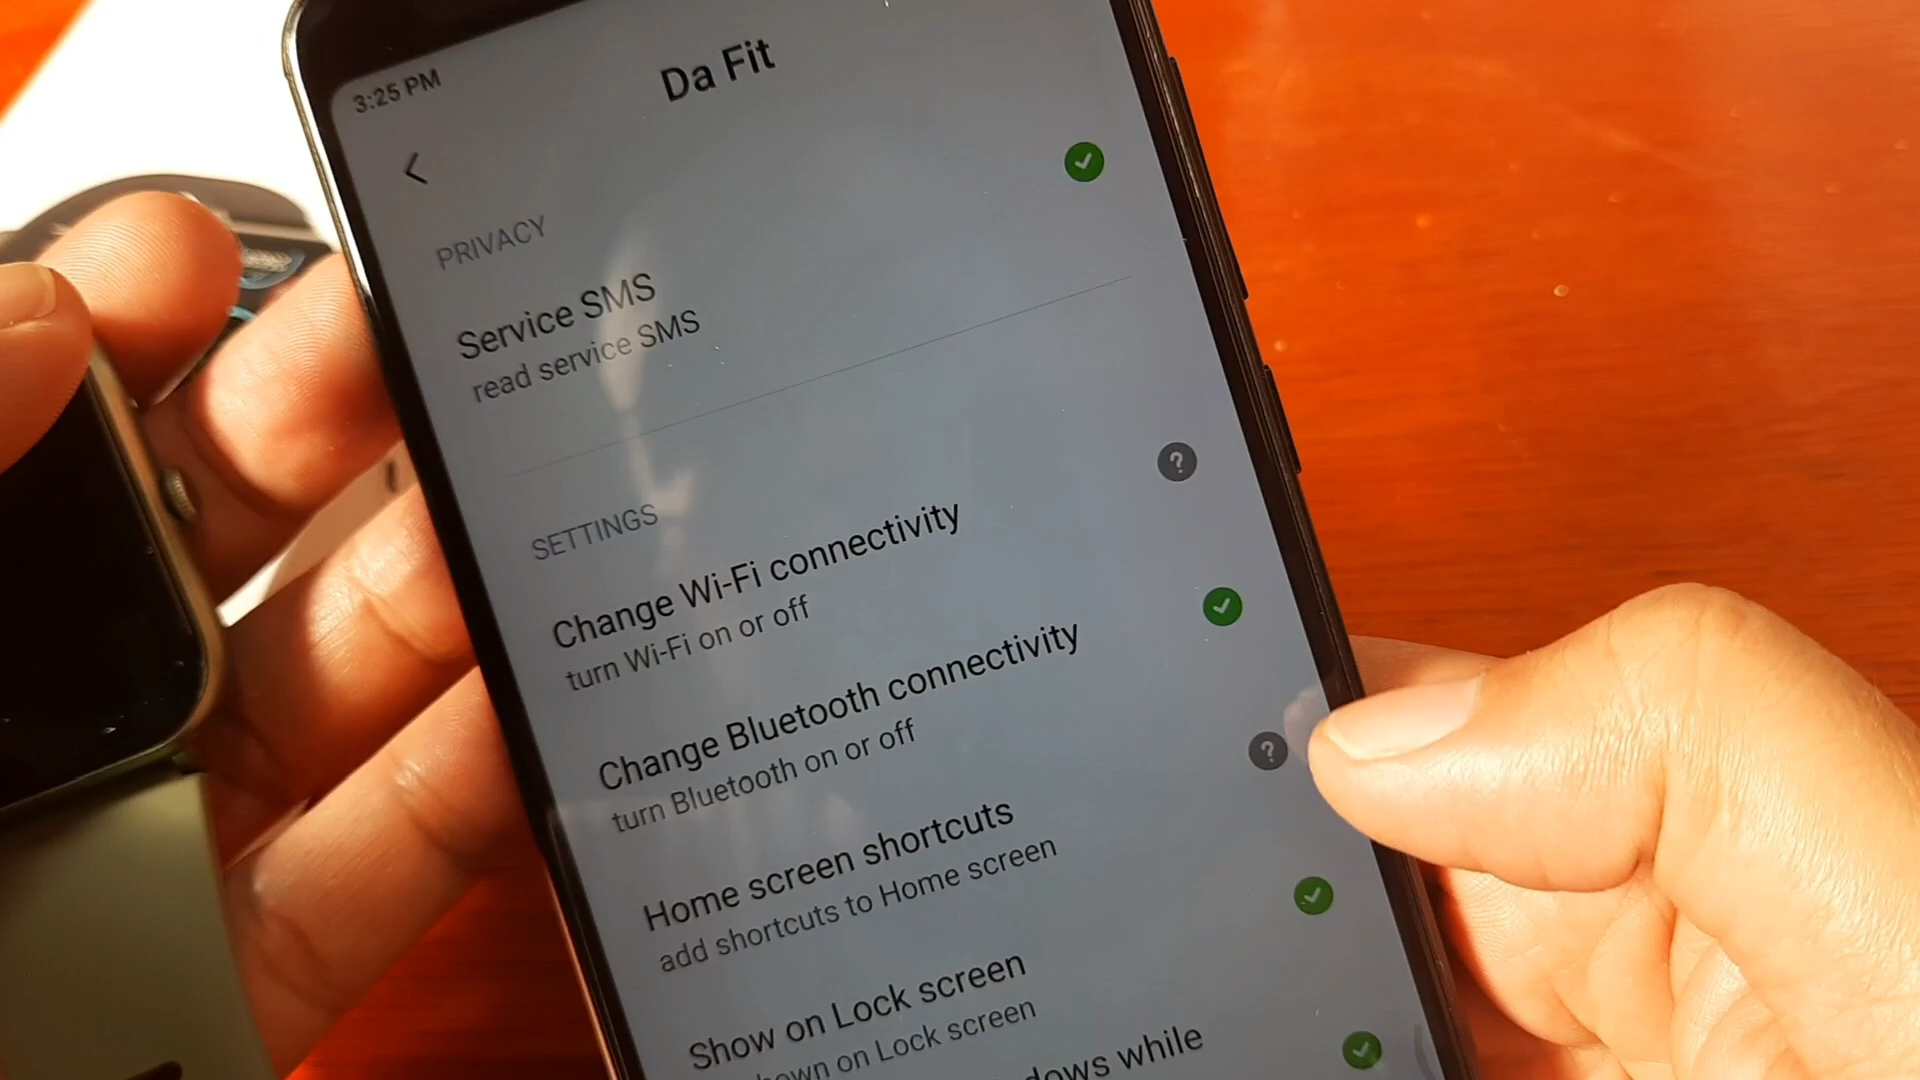 3:25 PM
Da Fit
PRIVACY
Service SMS
read service SMS
SETTINGS
Change Wi-Fi connectivity
turn Wi-Fi on or off
Change Bluetooth connectivity
turn Bluetooth on or off
Home screen shortcuts
add shortcuts to Home screen
Show on Lock screen
on Lock screen
while